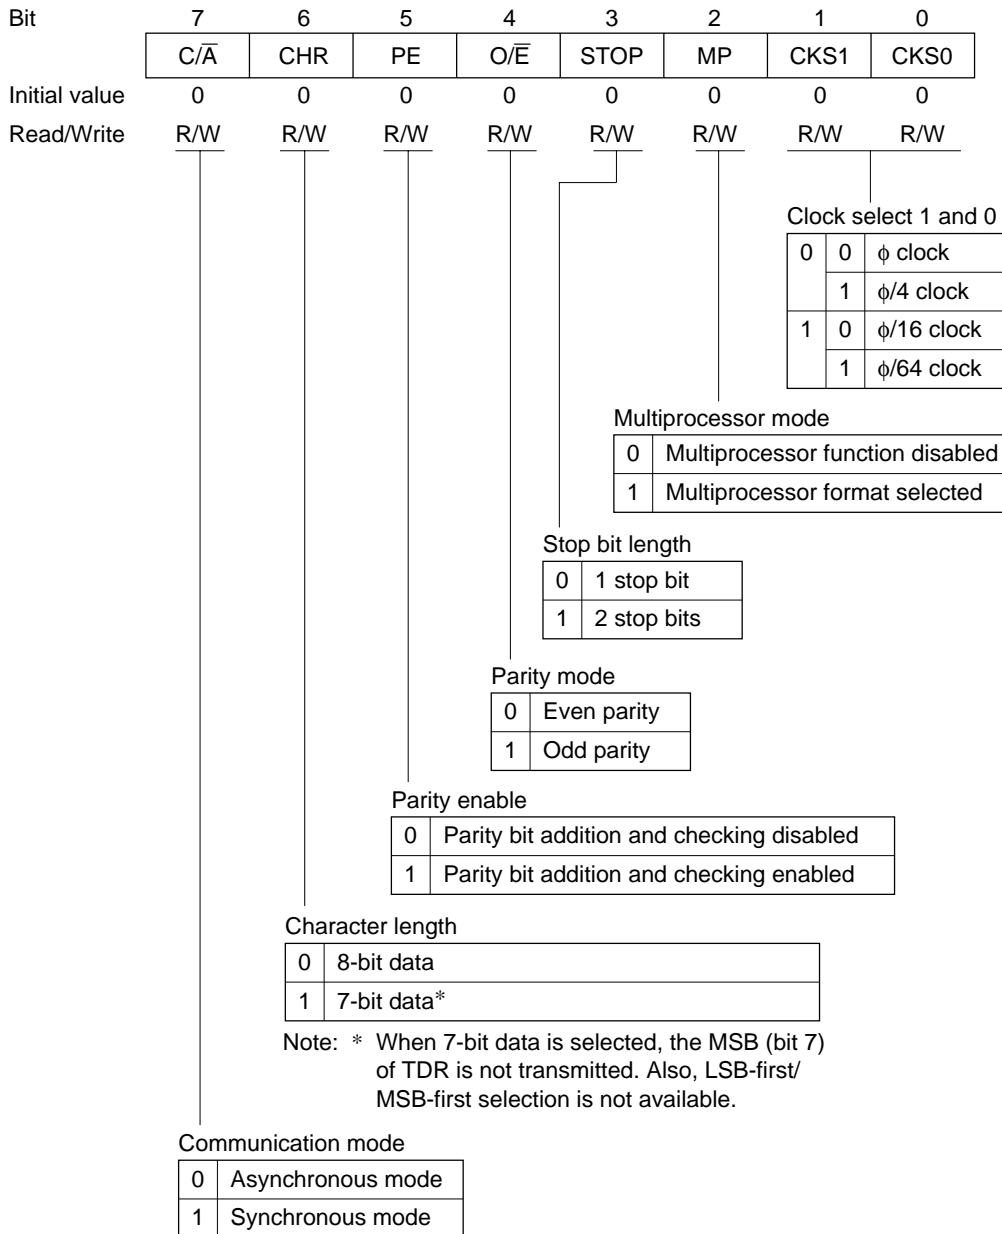 Bit 7 6 5 4 3 2 1 0
C/A̅ CHR PE O/E̅ STOP MP CKS1 CKS0
Initial value 0 0 0 0 0 0 0 0
Read/Write R/W R/W R/W R/W R/W R/W R/W R/W
Clock select 1 and 0
0 0 ϕ clock
1 ϕ/4 clock
1 0 ϕ/16 clock
1 ϕ/64 clock
Multiprocessor mode
0 Multiprocessor function disabled
1 Multiprocessor format selected
Stop bit length
0 1 stop bit
1 2 stop bits
Parity mode
0 Even parity
1 Odd parity
Parity enable
0 Parity bit addition and checking disabled
1 Parity bit addition and checking enabled
Character length
0 8-bit data
1 7-bit data*
Note: * When 7-bit data is selected, the MSB (bit 7)
of TDR is not transmitted. Also, LSB-first/
MSB-first selection is not available.
Communication mode
0 Asynchronous mode
1 Synchronous mode